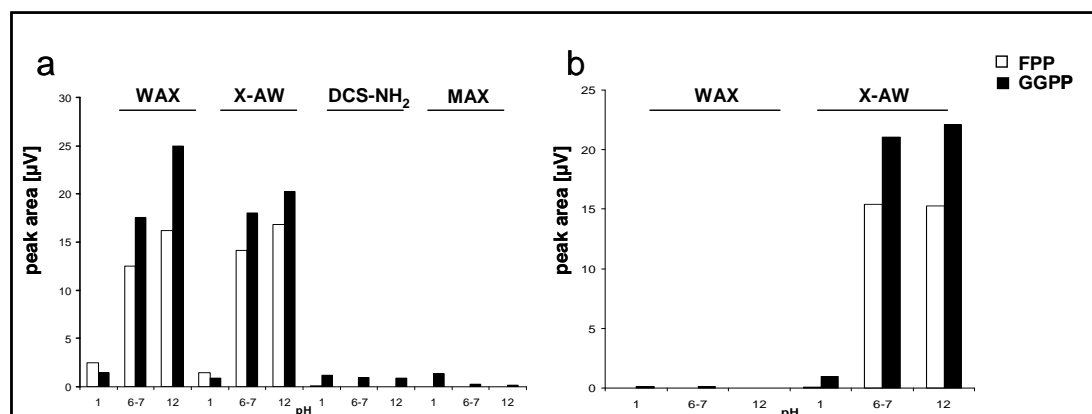 a
WAX X-AW DCS-NH₂ MAX
peak area [µV]
30
25
20
15
10
5
0
1 6-7 12 1 6-7 12 1 6-7 12 1 6-7 12
pH
b
WAX X-AW
FPP
GGPP
peak area [µV]
25
20
15
10
5
0
1 6-7 12 1 6-7 12
pH